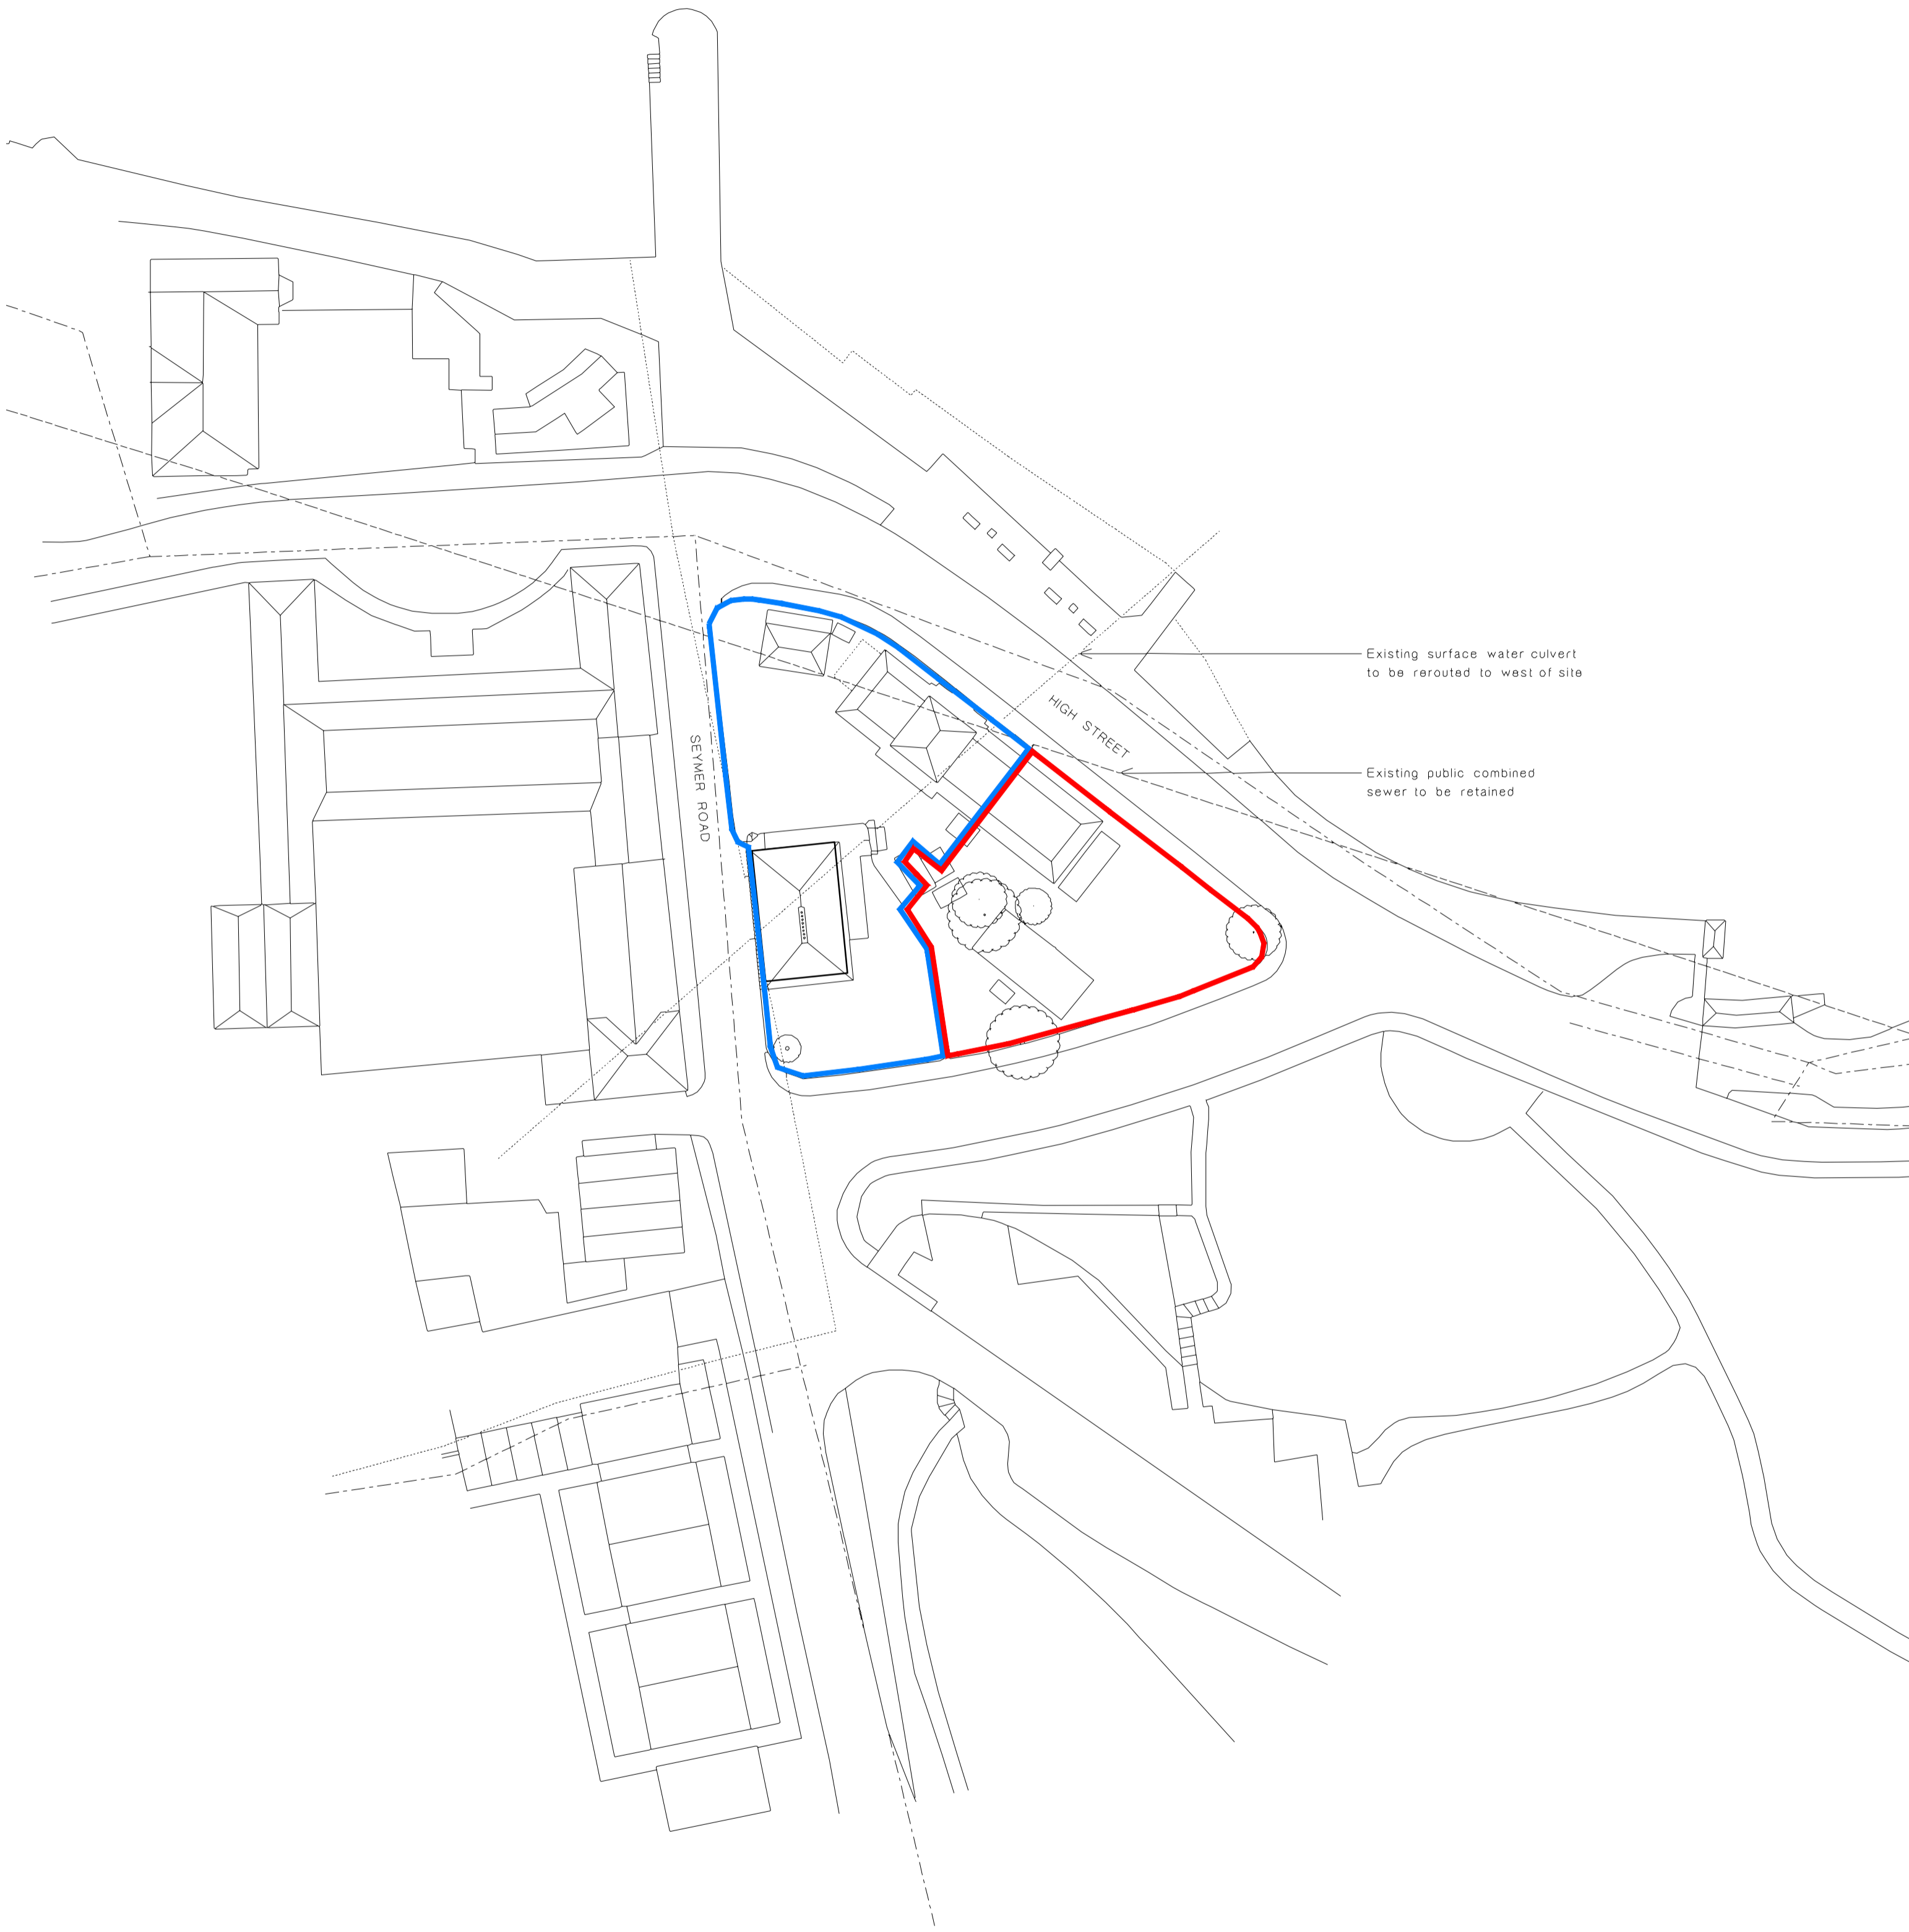 Existing surface water culvert
to be rerouted to west of site
HIGH STREET
SEYMER ROAD
Existing public combined
sewer to be retained